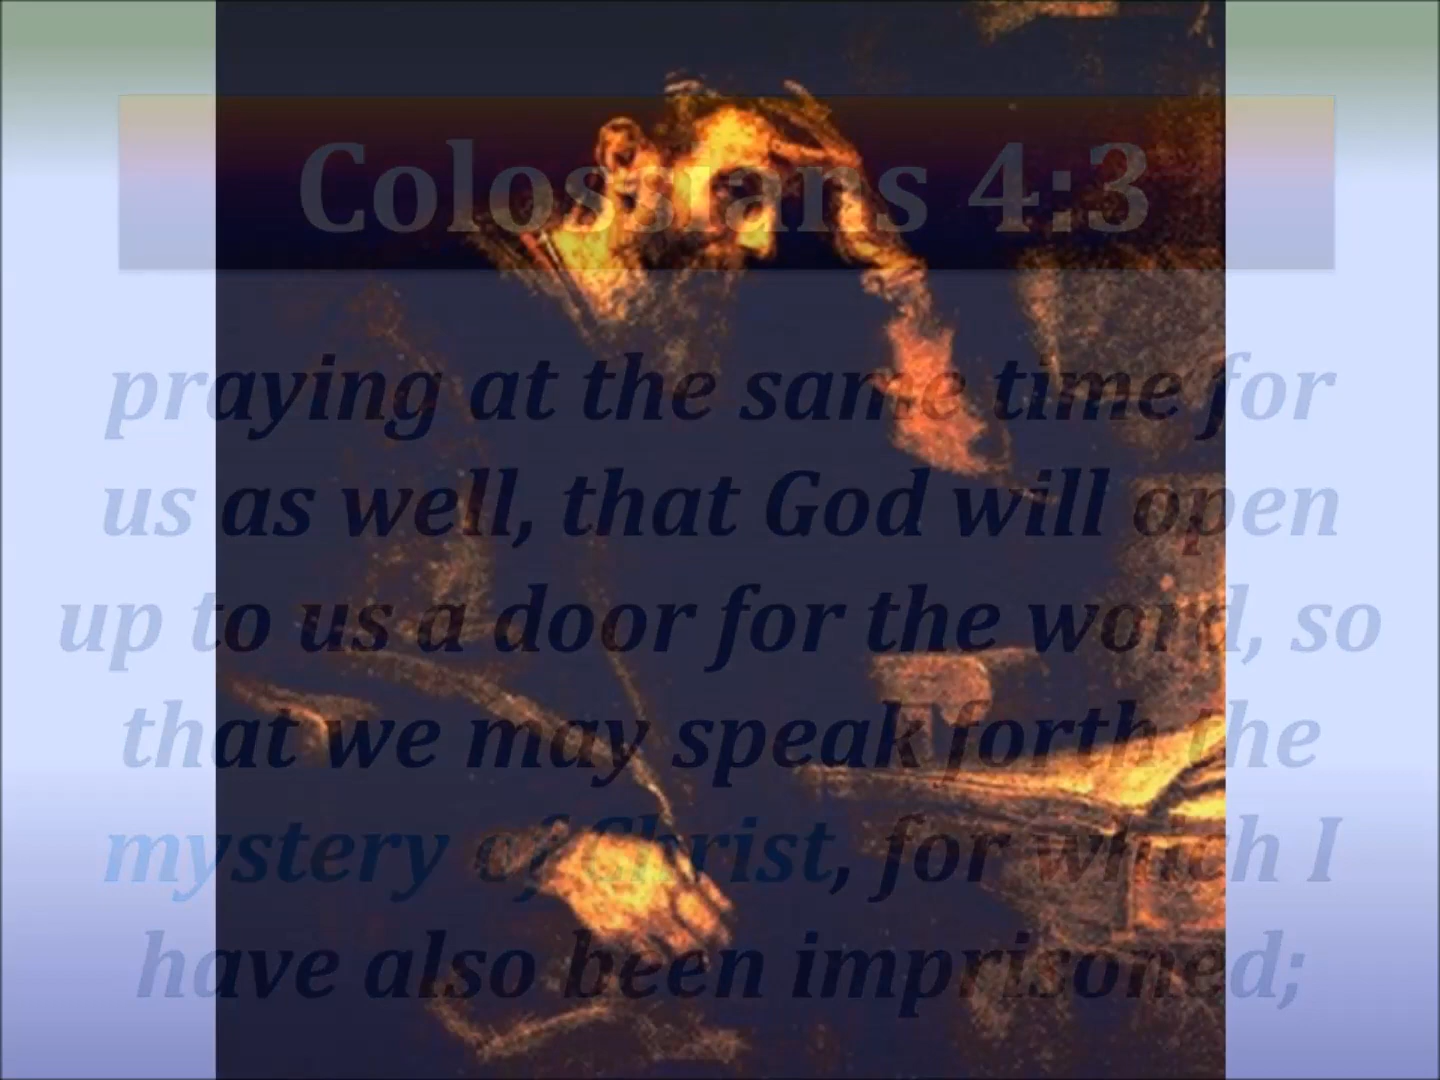 Colossians 4:3
praying at the same time for
us as well, that God will open
up to us a door for the word, so
that we may speak forth the
mystery of Christ, for which I
have also been imprisoned;